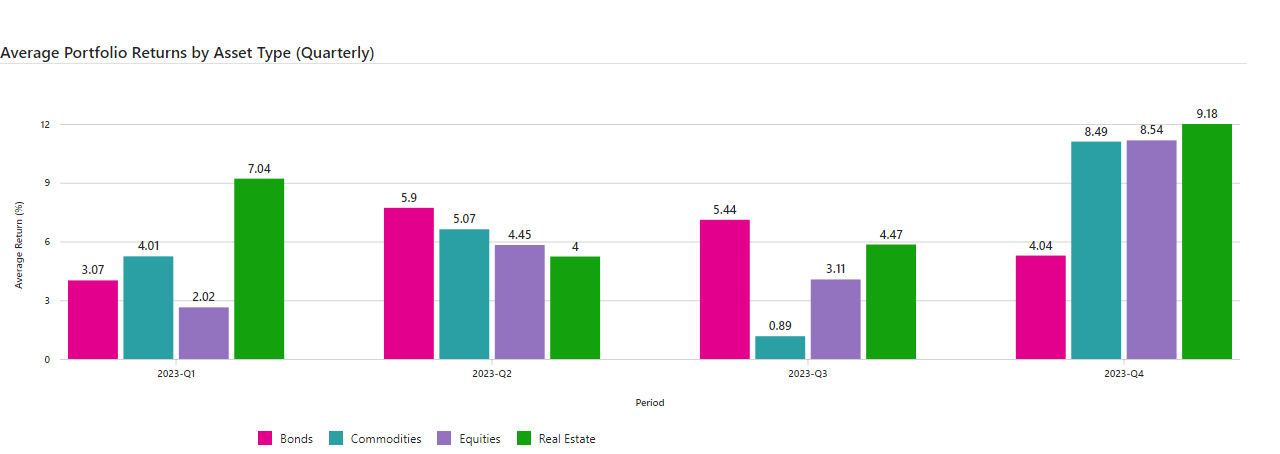 Average Portfolio Returns by Asset Type (Quarterly)
Average Return (%)
12
9
6
3
0
3.07
4.01
2.02
7.04
5.9
5.07
4.45
4
5.44
0.89
3.11
4.47
4.04
8.49
8.54
9.18
2023-Q1
2023-Q2
2023-Q3
2023-Q4
Period
Bonds Commodities Equities Real Estate